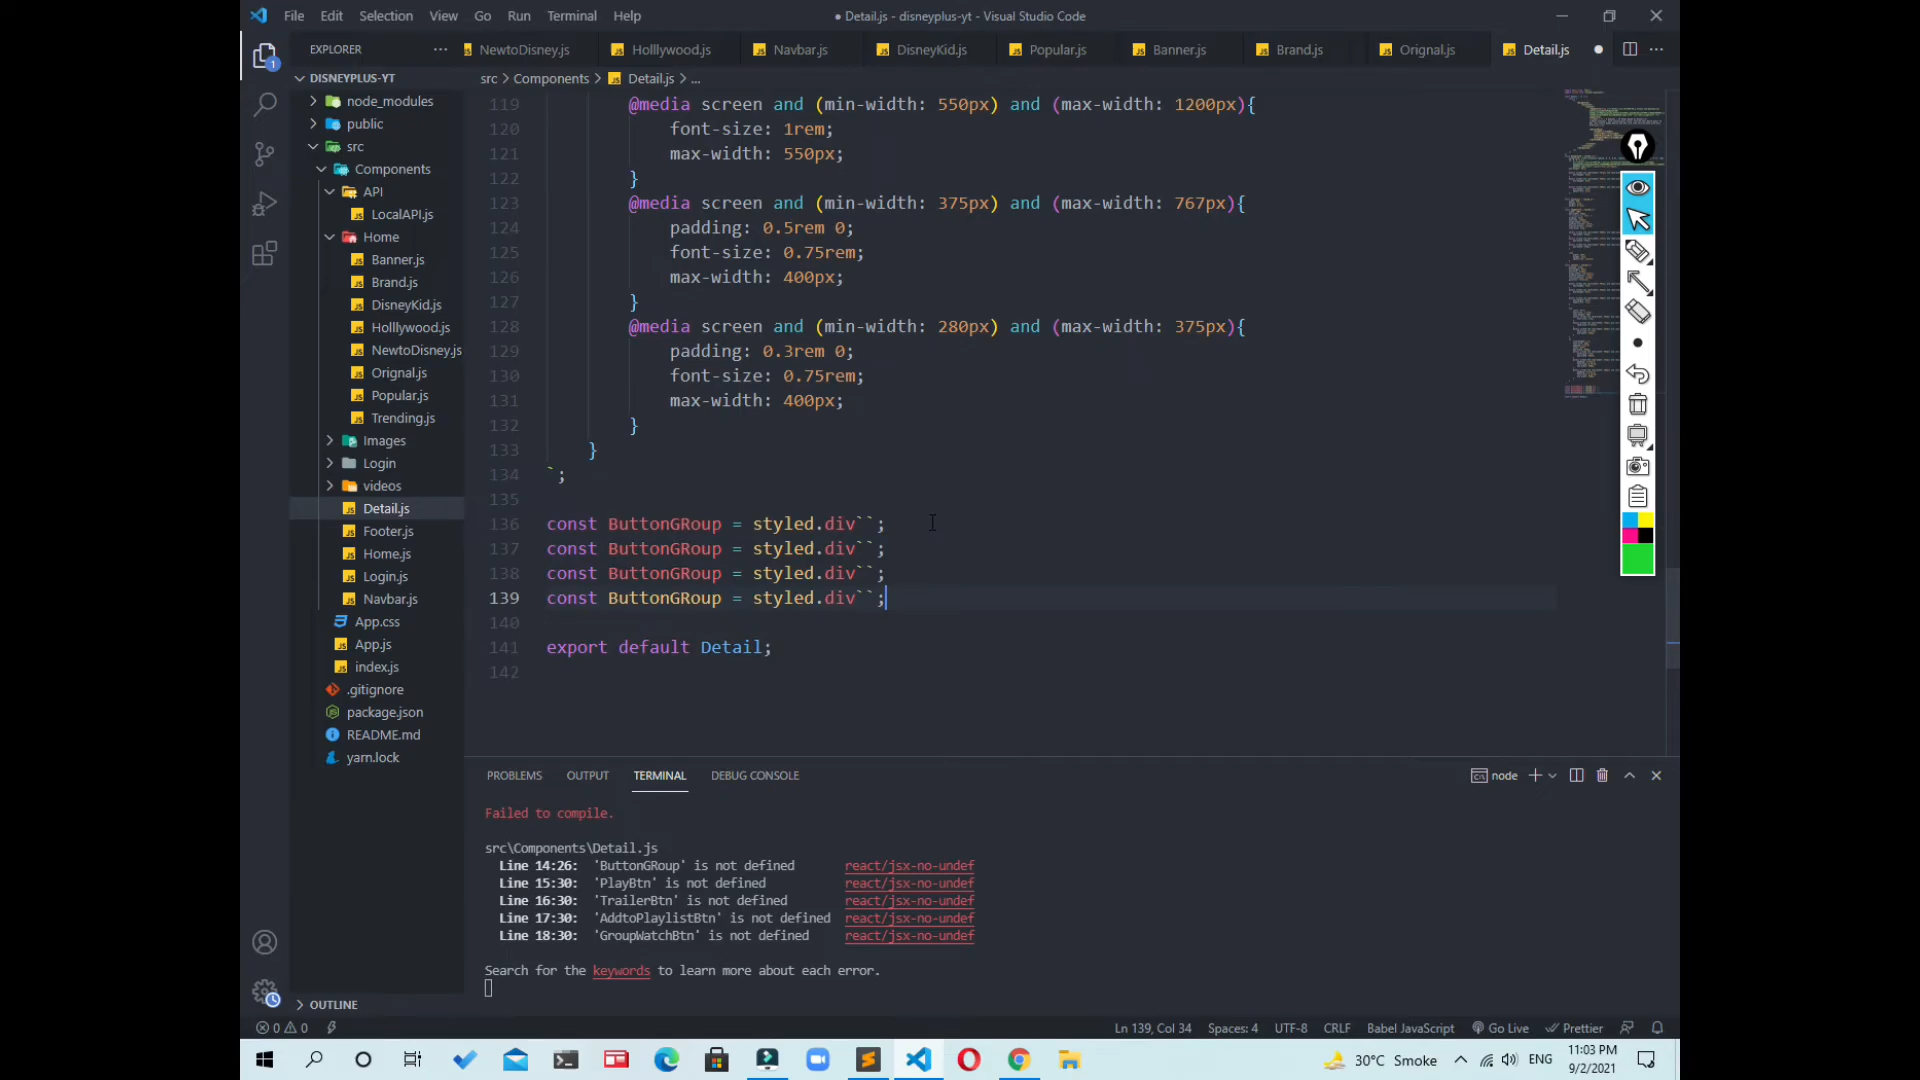 File Edit Selection View Go Run Terminal Help
● Detail.js - disneyplus-yt - Visual Studio Code
EXPLORER
NewtoDisney.js Holllywood.js Navbar.js DisneyKid.js Popular.js Banner.js Brand.js Orignal.js Detail.js
DISNEYPLUS-YT
src > Components > Detail.js > ...
node_modules
public
src
Components
API
LocalAPI.js
Home
Banner.js
Brand.js
DisneyKid.js
Holllywood.js
NewtoDisney.js
Orignal.js
Popular.js
Trending.js
Images
Login
videos
Detail.js
Footer.js
Home.js
Login.js
Navbar.js
App.css
App.js
index.js
.gitignore
package.json
README.md
yarn.lock
OUTLINE
119 @media screen and (min-width: 550px) and (max-width: 1200px){
120 font-size: 1rem;
121 max-width: 550px;
122 }
123 @media screen and (min-width: 375px) and (max-width: 767px){
124 padding: 0.5rem 0;
125 font-size: 0.75rem;
126 max-width: 400px;
127 }
128 @media screen and (min-width: 280px) and (max-width: 375px){
129 padding: 0.3rem 0;
130 font-size: 0.75rem;
131 max-width: 400px;
132 }
133 }
134 `;
135
136 const ButtonGRoup = styled.div``;
137 const ButtonGRoup = styled.div``;
138 const ButtonGRoup = styled.div``;
139 const ButtonGRoup = styled.div``;
140
141 export default Detail;
142
PROBLEMS OUTPUT TERMINAL DEBUG CONSOLE
node
Failed to compile.
src\Components\Detail.js
Line 14:26: 'ButtonGRoup' is not defined react/jsx-no-undef
Line 15:30: 'PlayBtn' is not defined react/jsx-no-undef
Line 16:30: 'TrailerBtn' is not defined react/jsx-no-undef
Line 17:30: 'AddtoPlaylistBtn' is not defined react/jsx-no-undef
Line 18:30: 'GroupWatchBtn' is not defined react/jsx-no-undef
Search for the keywords to learn more about each error.
0 0 Ln 139, Col 34 Spaces: 4 UTF-8 CRLF Babel JavaScript Go Live Prettier
30°C Smoke ENG
11:03 PM
9/2/2021